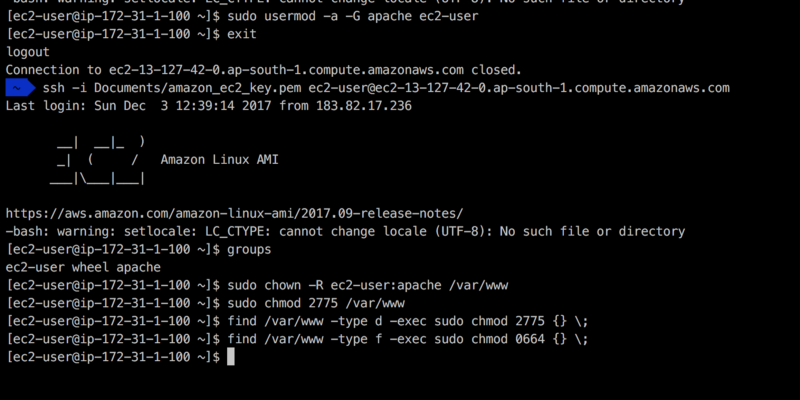 -bash: warning: setlocale: LC_CTYPE: cannot change locale (UTF-8): No such file or directory
[ec2-user@ip-172-31-1-100 ~]$ sudo usermod -a -G apache ec2-user
[ec2-user@ip-172-31-1-100 ~]$ exit
logout
Connection to ec2-13-127-42-0.ap-south-1.compute.amazonaws.com closed.
~ ssh -i Documents/amazon_ec2_key.pem ec2-user@ec2-13-127-42-0.ap-south-1.compute.amazonaws.com
Last login: Sun Dec  3 12:39:14 2017 from 183.82.17.236
__|  __|_  )
_|  (     /   Amazon Linux AMI
___|\___|___|
https://aws.amazon.com/amazon-linux-ami/2017.09-release-notes/
-bash: warning: setlocale: LC_CTYPE: cannot change locale (UTF-8): No such file or directory
[ec2-user@ip-172-31-1-100 ~]$ groups
ec2-user wheel apache
[ec2-user@ip-172-31-1-100 ~]$ sudo chown -R ec2-user:apache /var/www
[ec2-user@ip-172-31-1-100 ~]$ sudo chmod 2775 /var/www
[ec2-user@ip-172-31-1-100 ~]$ find /var/www -type d -exec sudo chmod 2775 {} \;
[ec2-user@ip-172-31-1-100 ~]$ find /var/www -type f -exec sudo chmod 0664 {} \;
[ec2-user@ip-172-31-1-100 ~]$